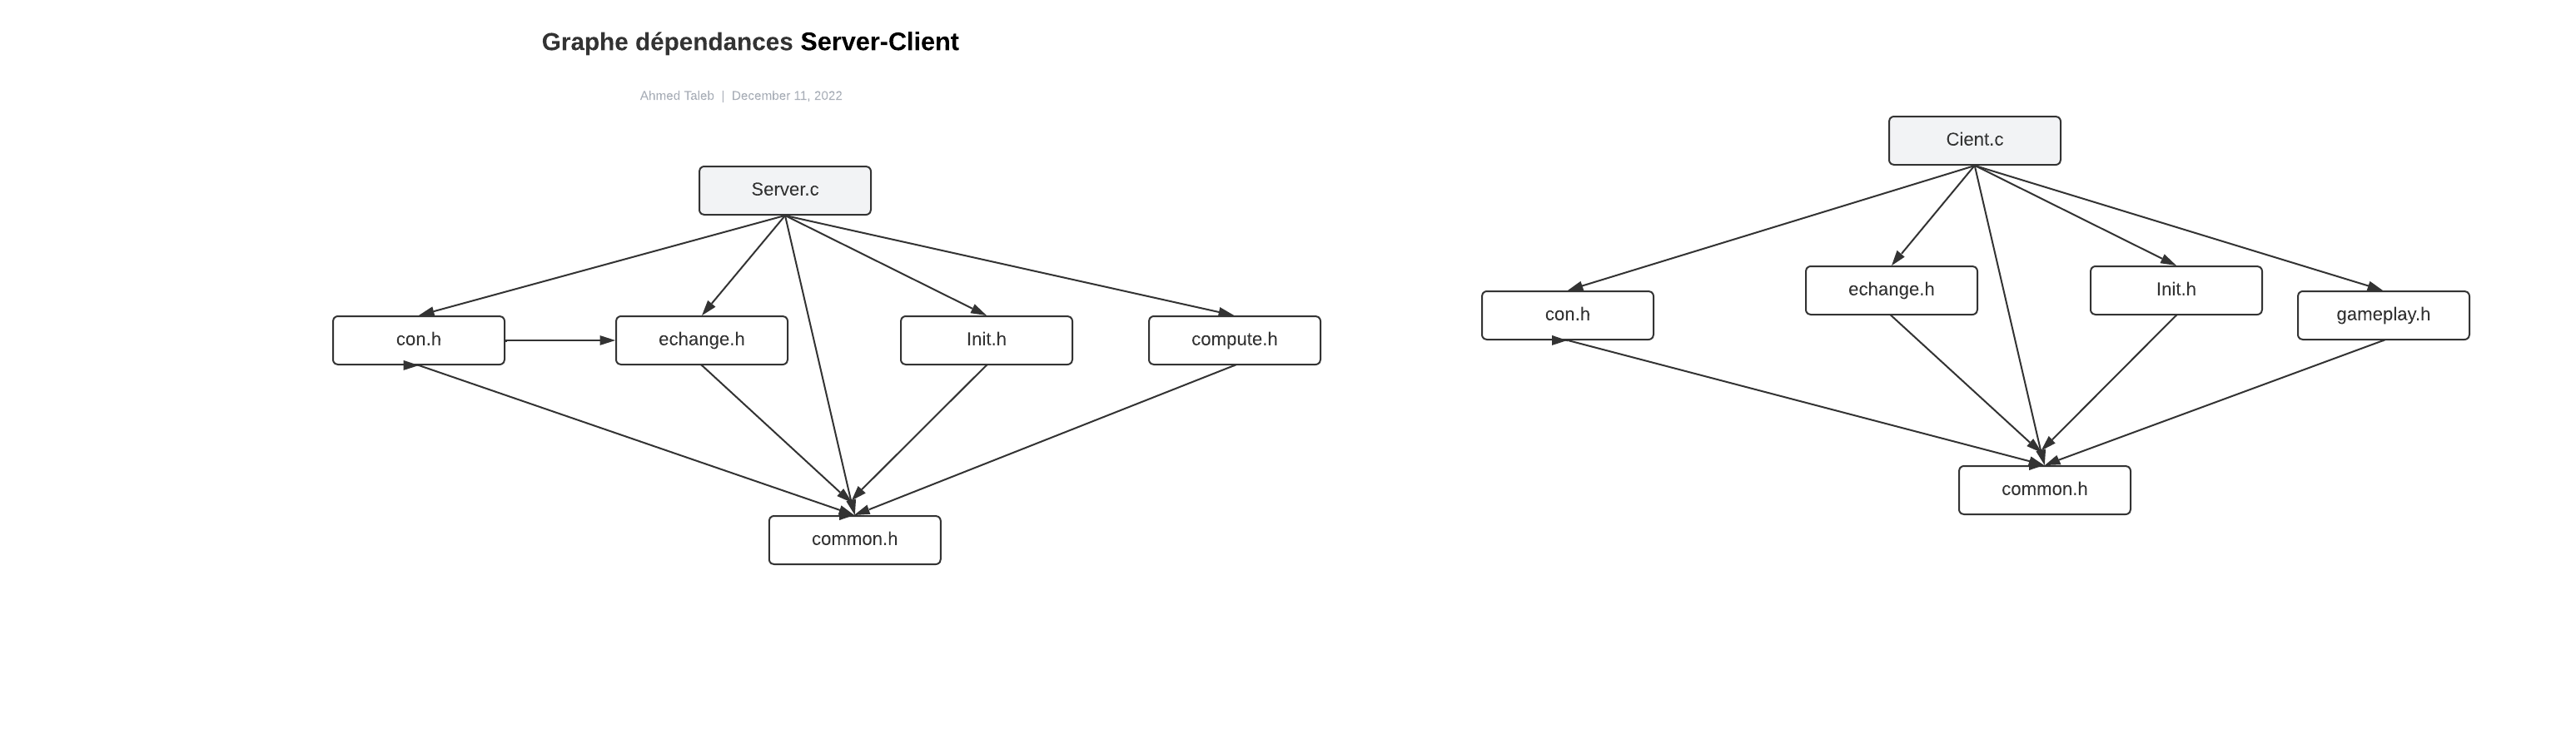 Graphe dépendances Server-Client
Ahmed Taleb | December 11, 2022
Server.c
con.h
echange.h
Init.h
compute.h
common.h
Cient.c
con.h
echange.h
Init.h
gameplay.h
common.h